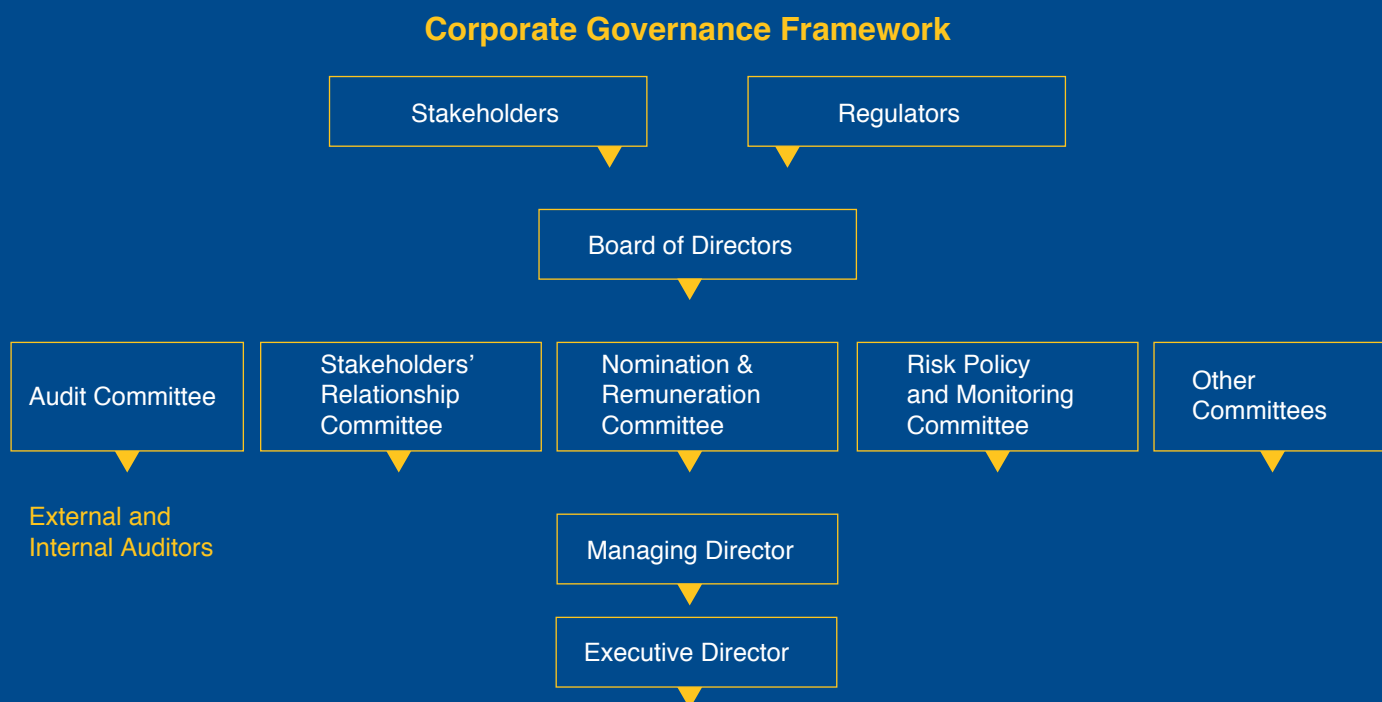 Corporate Governance Framework
Stakeholders
Regulators
Board of Directors
Audit Committee
Stakeholders’
Relationship
Committee
Nomination &
Remuneration
Committee
Risk Policy
and Monitoring
Committee
Other
Committees
External and
Internal Auditors
Managing Director
Executive Director